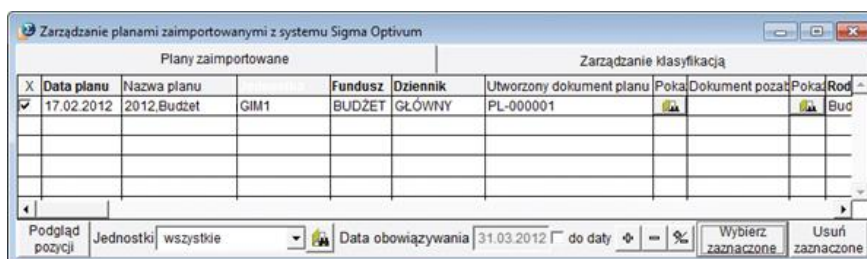 Zarządzanie planami zaimportowanymi z systemu Sigma Optivum
Plany zaimportowane Zarządzanie klasyfikacją
X Data planu Nazwa planu Fundusz Dziennik Utworzony dokument planu Poka Dokument pozab Poka Rod
17.02.2012 2012,Budżet GIM1 BUDŻET GŁÓWNY PL-000001 Bud
Podgląd pozycji Jednostki wszystkie Data obowiązywania 31.03.2012 do daty + - % Wybierz zaznaczone Usuń zaznaczone